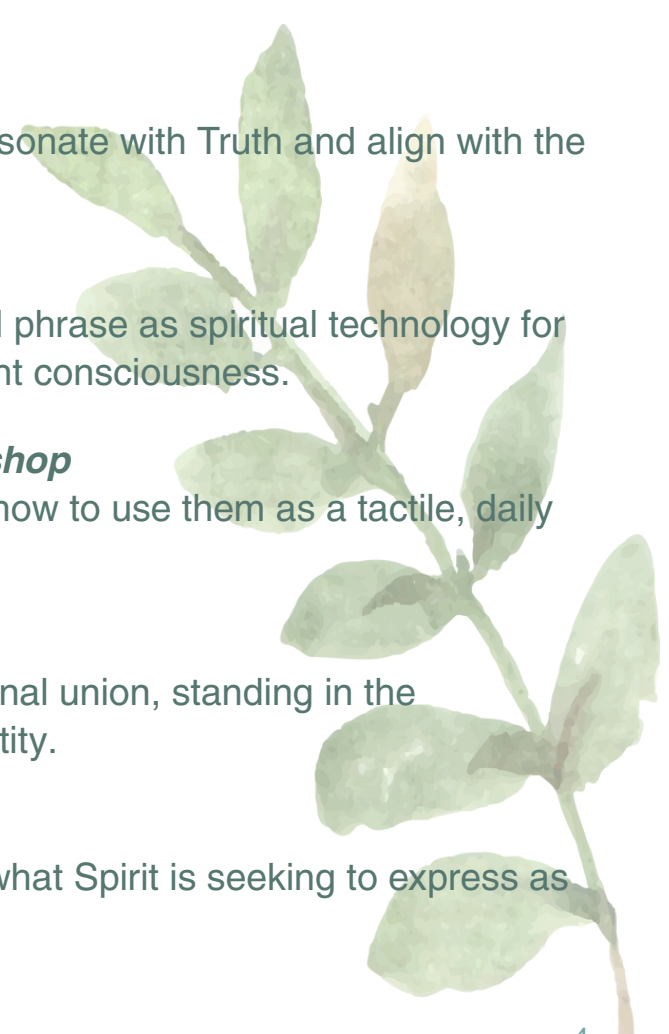 sonate with Truth and align with the
phrase as spiritual technology for
nt consciousness.
shop
how to use them as a tactile, daily
nal union, standing in the
tity.
what Spirit is seeking to express as